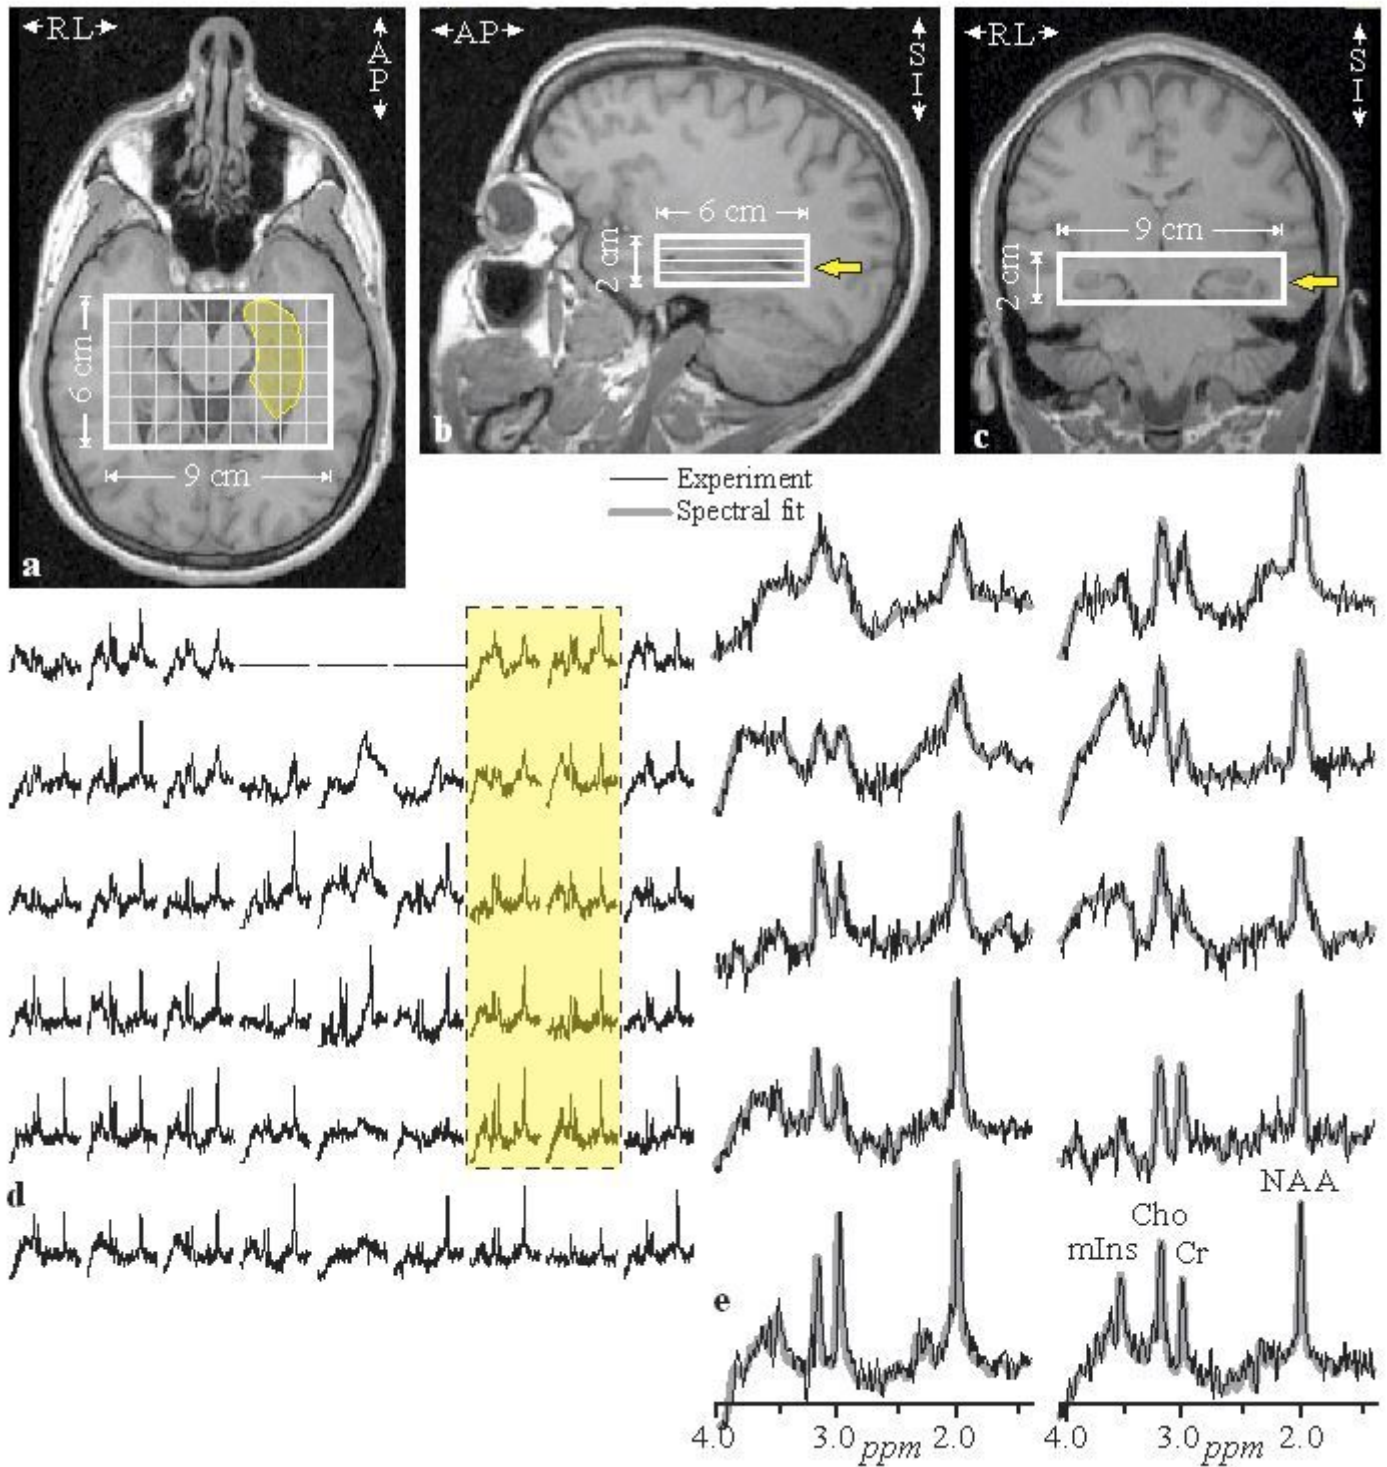 RL
A
P
6 cm
9 cm
a
AP
S
I
6 cm
2 cm
b
RL
S
I
9 cm
2 cm
c
Experiment
Spectral fit
d
NAA
Cho
mIns
Cr
e
4.0 3.0 ppm 2.0
4.0 3.0 ppm 2.0